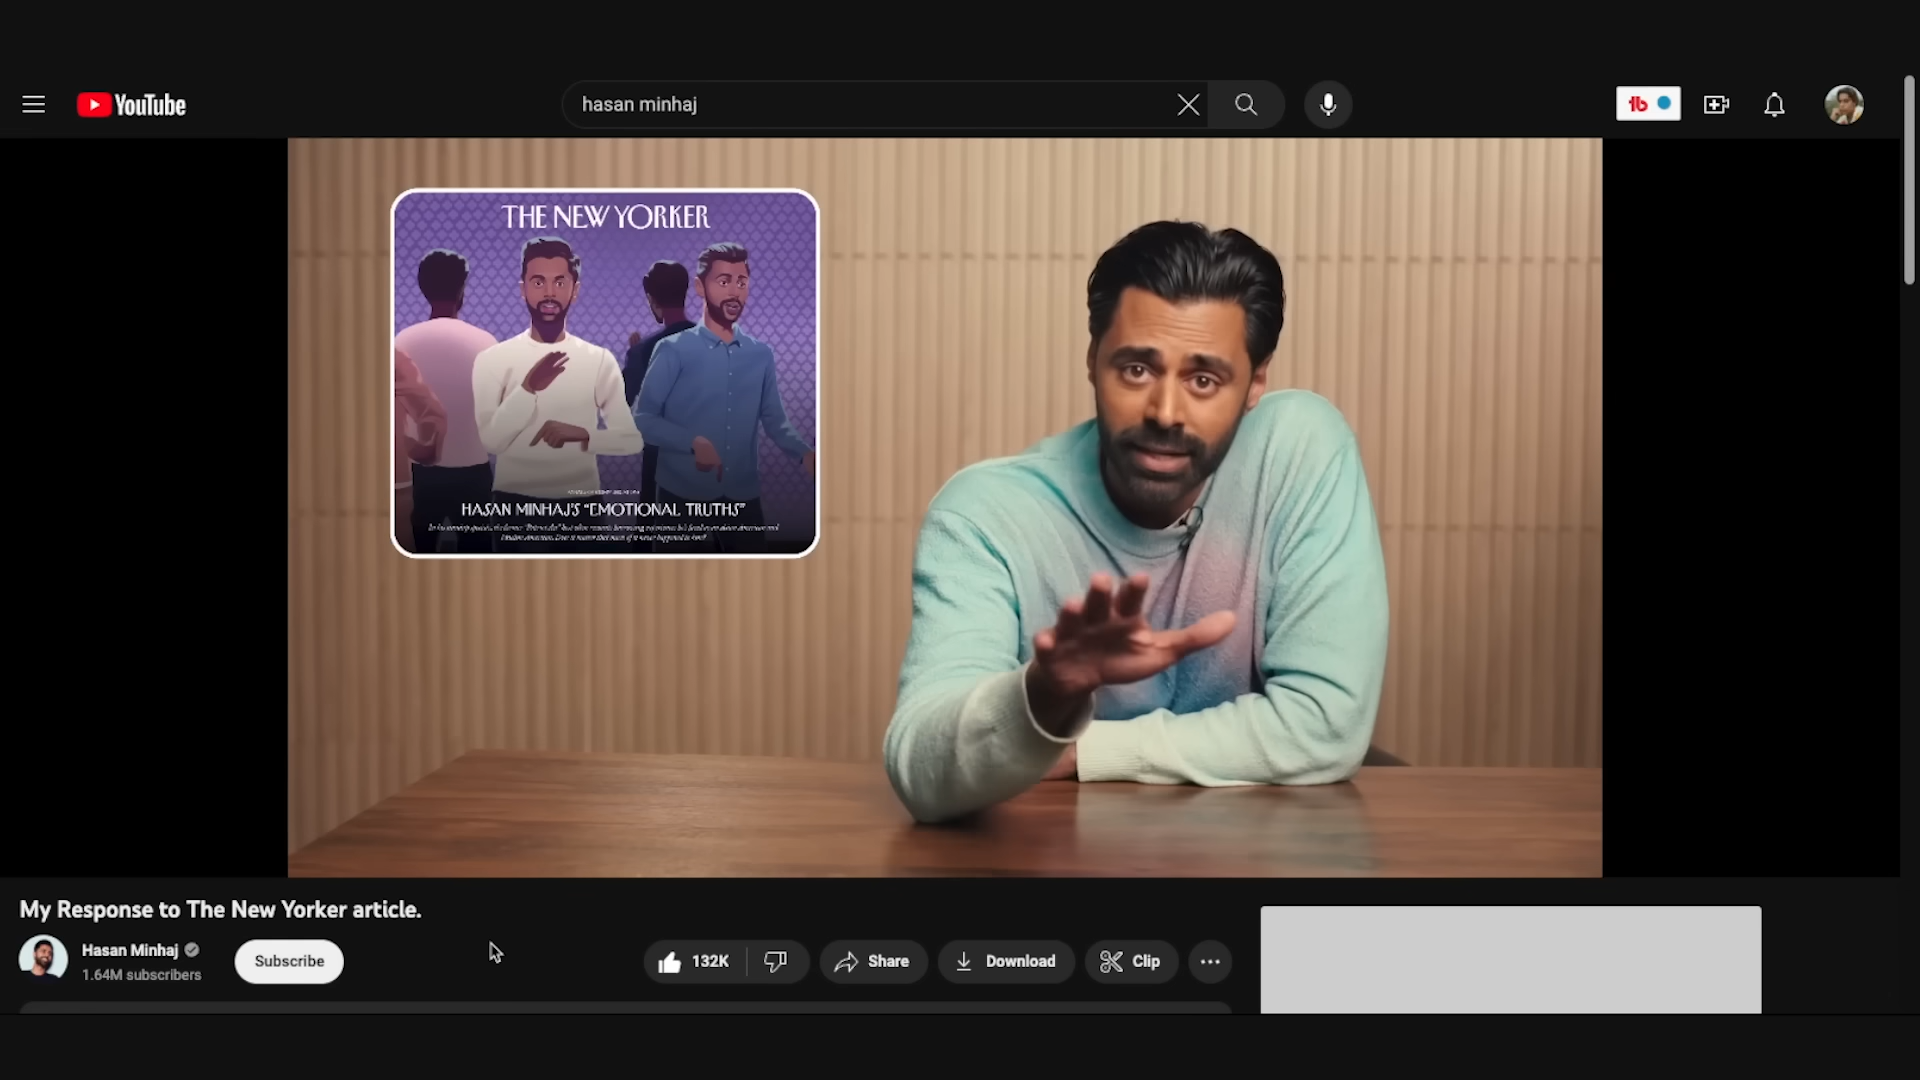 YouTube
hasan minhaj
THE NEW YORKER
HASAN MINHAJ'S “EMOTIONAL TRUTHS”
My Response to The New Yorker article.
Hasan Minhaj
1.64M subscribers
Subscribe
132K
Share
Download
Clip